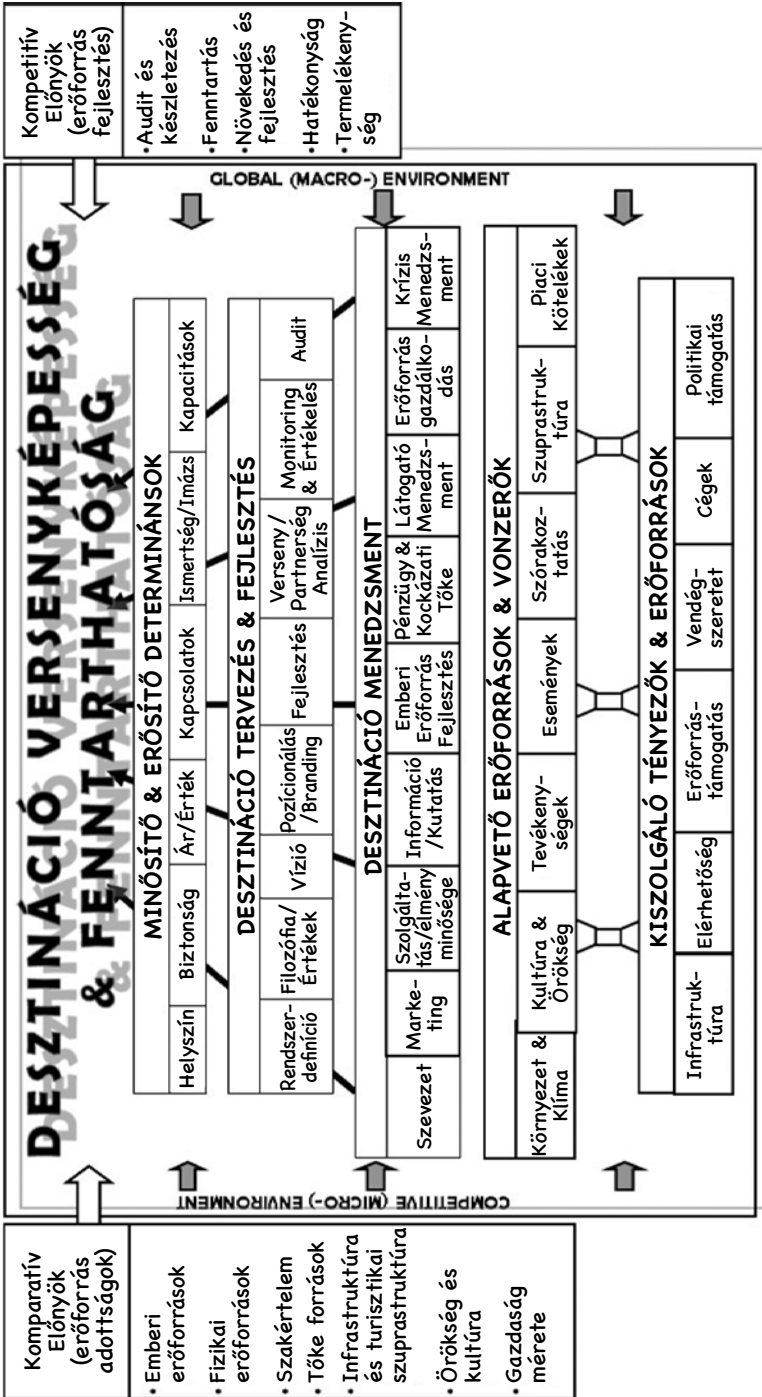 DESZTINÁCIÓ VERSENYKÉPESSÉG
& FENNTARTHATÓSÁG
Komparatív
Előnyök
(erőforrás
adottságok)
· Emberi
erőforrások
· Fizikai
erőforrások
· Szakértelem
· Tőke források
· Infrastruktúra
és turisztikai
szuprastruktúra
· Örökség és
kultúra
· Gazdaság
mérete
COMPETITIVE (MICRO-) ENVIRONMENT
MINŐSÍTŐ & ERŐSÍTŐ DETERMINÁNSOK
Helyszín
Biztonság
Ár/Érték
Kapcsolatok
Ismertség/Imázs
Kapacitások
DESZTINÁCIÓ TERVEZÉS & FEJLESZTÉS
Rendszer-
definíció
Filozófia/
Értékek
Vízió
Pozícionálás
/Branding
Fejlesztés
Verseny/
Partnerség
Analízis
Monitoring
& Értékelés
Audit
DESZTINÁCIÓ MENEDZSMENT
Szevezet
Marke-
ting
Szolgálta-
tás/élmény
minősége
Információ
/Kutatás
Emberi
Erőforrás
Fejlesztés
Pénzügy &
Kockázati
Tőke
Látogató
Menedzs-
ment
Erőforrás
gazdálko-
dás
Krízis
Menedzs-
ment
ALAPVETŐ ERŐFORRÁSOK & VONZERŐK
Környezet &
Klíma
Kultúra &
Örökség
Tevékeny-
ségek
Események
Szórakoz-
tatás
Szuprastruk-
túra
Piaci
Kötelékek
KISZOLGÁLÓ TÉNYEZŐK & ERŐFORRÁSOK
Infrastruk-
túra
Elérhetőség
Erőforrás-
támogatás
Vendég-
szeretet
Cégek
Politikai
támogatás
GLOBAL (MACRO-) ENVIRONMENT
Kompetitív
Előnyök
(erőforrás
fejlesztés)
· Audit és
készletezés
· Fenntartás
· Növekedés és
fejlesztés
· Hatékonyság
· Termelékeny-
ség